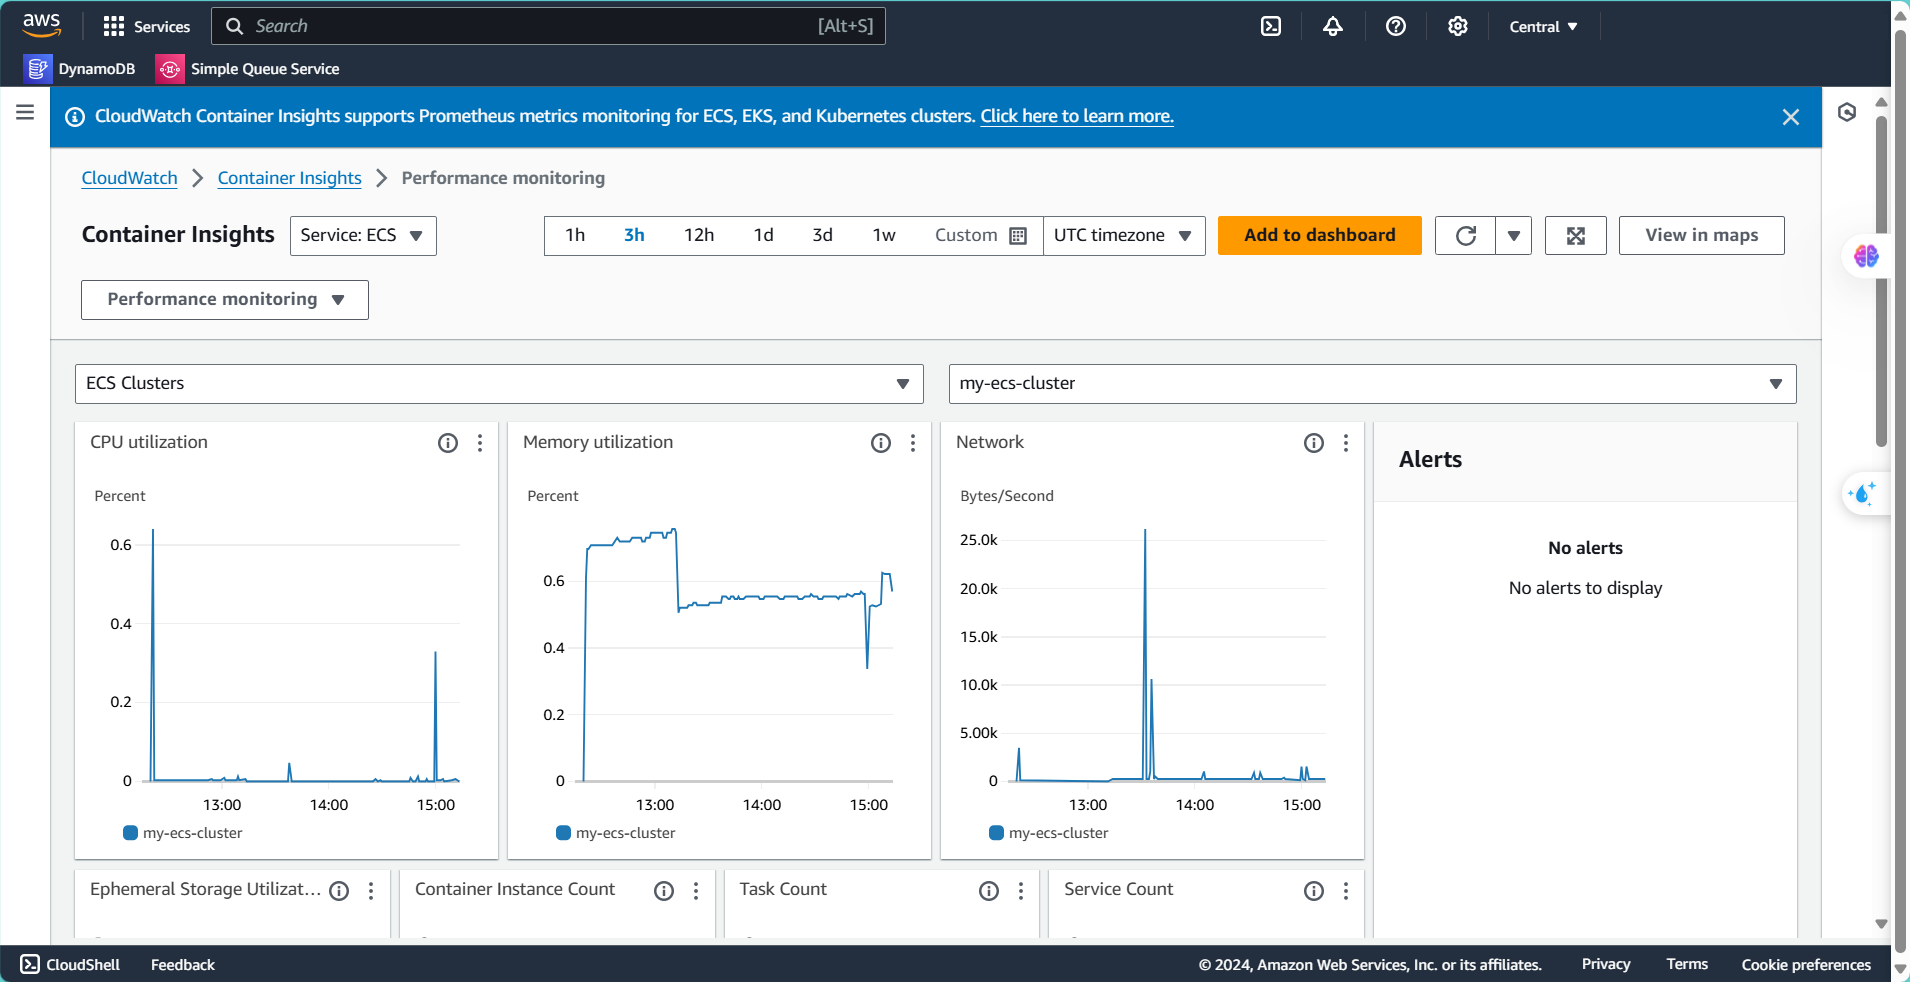 aws
Services
Search
[Alt+S]
Central
DynamoDB
Simple Queue Service
CloudWatch Container Insights supports Prometheus metrics monitoring for ECS, EKS, and Kubernetes clusters. Click here to learn more.
CloudWatch
Container Insights
Performance monitoring
Container Insights
Service: ECS
1h
3h
12h
1d
3d
1w
Custom
UTC timezone
Add to dashboard
View in maps
Performance monitoring
ECS Clusters
my-ecs-cluster
CPU utilization
Percent
0.6
0.4
0.2
0
13:00
14:00
15:00
my-ecs-cluster
Memory utilization
Percent
0.6
0.4
0.2
0
13:00
14:00
15:00
my-ecs-cluster
Network
Bytes/Second
25.0k
20.0k
15.0k
10.0k
5.00k
0
13:00
14:00
15:00
my-ecs-cluster
Alerts
No alerts
No alerts to display
Ephemeral Storage Utilizat...
Container Instance Count
Task Count
Service Count
CloudShell
Feedback
© 2024, Amazon Web Services, Inc. or its affiliates.
Privacy
Terms
Cookie preferences